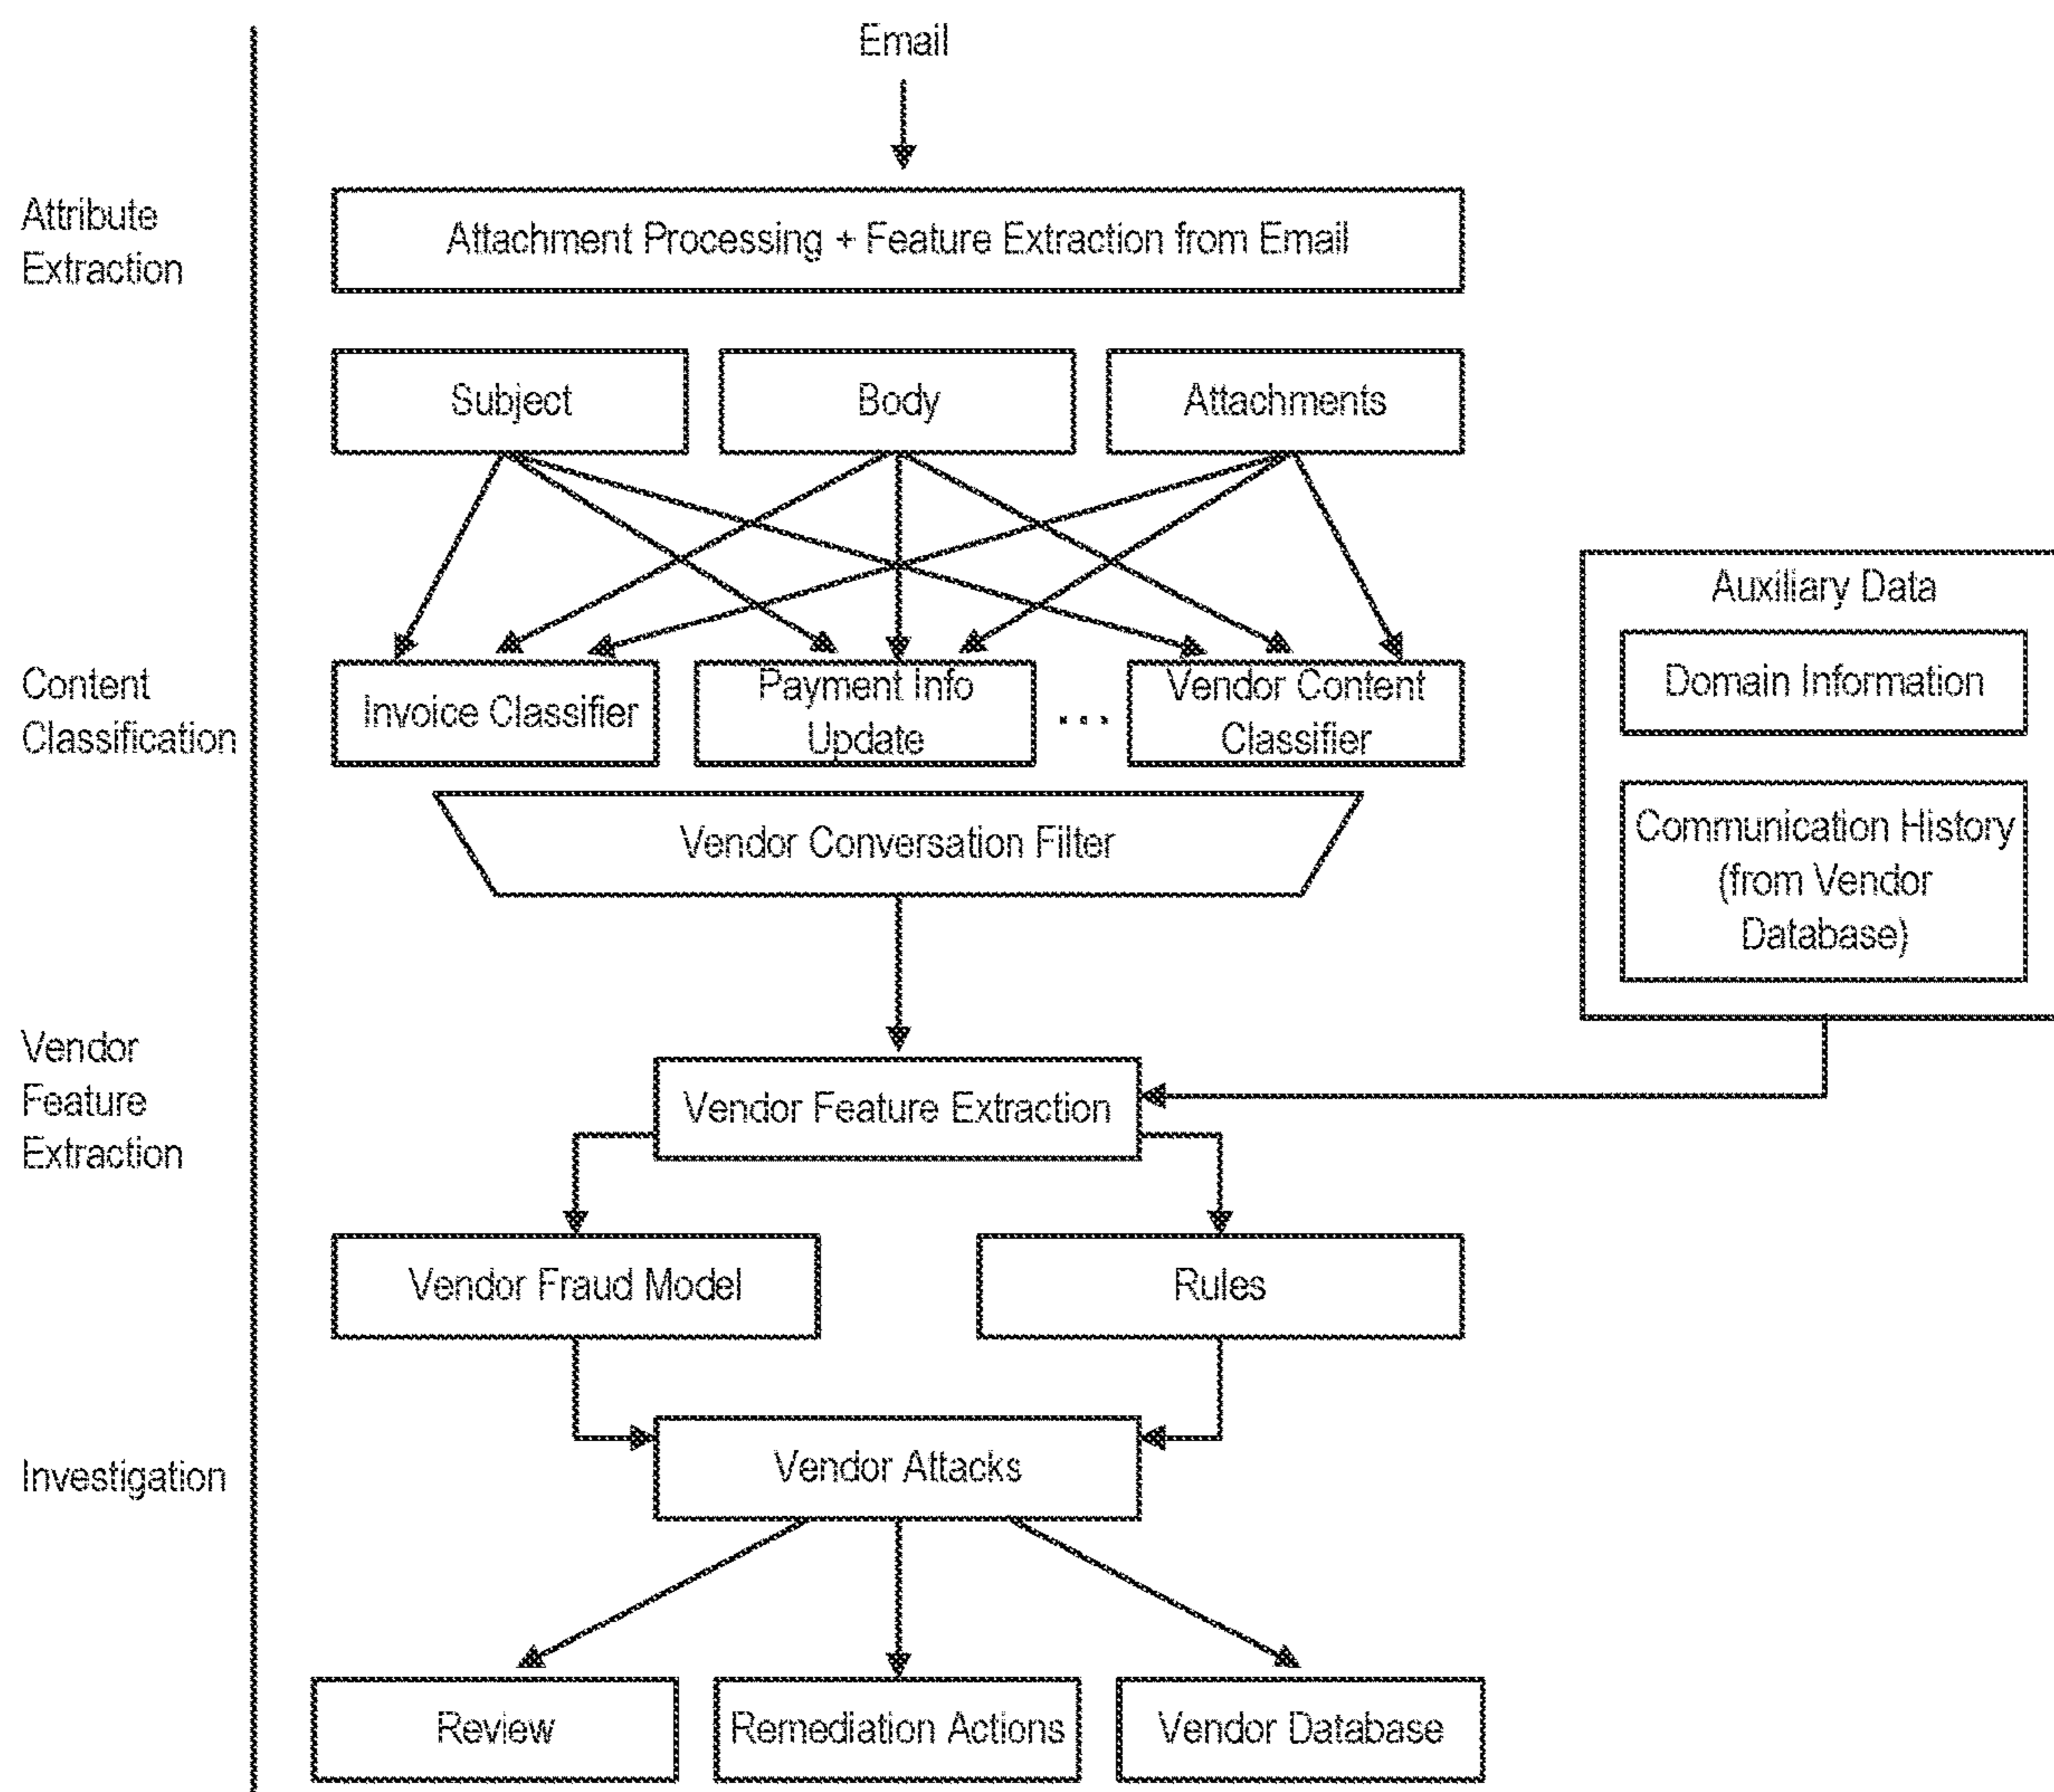 Email
Attribute
Extraction
Attachment Processing + Feature Extraction from Email
Subject
Body
Attachments
Auxiliary Data
Domain Information
Communication History
(from Vendor
Database)
Content
Classification
Invoice Classifier
Payment Info
Update
...
Vendor Content
Classifier
Vendor Conversation Filter
Vendor
Feature
Extraction
Vendor Feature Extraction
Vendor Fraud Model
Rules
Investigation
Vendor Attacks
Review
Remediation Actions
Vendor Database